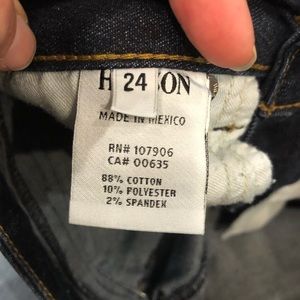 H 24 ON
MADE IN MEXICO
RN# 107906
CA# 00635
88% COTTON
10% POLYESTER
2% SPANDEX